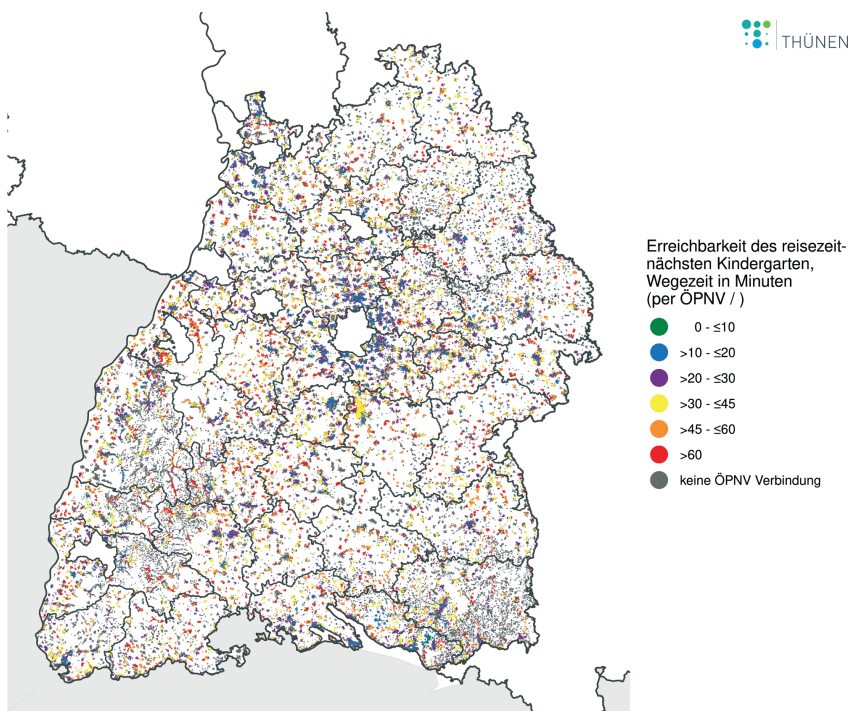 THÜNEN
Erreichbarkeit des reisezeit-
nächsten Kindergarten,
Wegezeit in Minuten
(per ÖPNV / )
0 - ≤10
>10 - ≤20
>20 - ≤30
>30 - ≤45
>45 - ≤60
>60
keine ÖPNV Verbindung